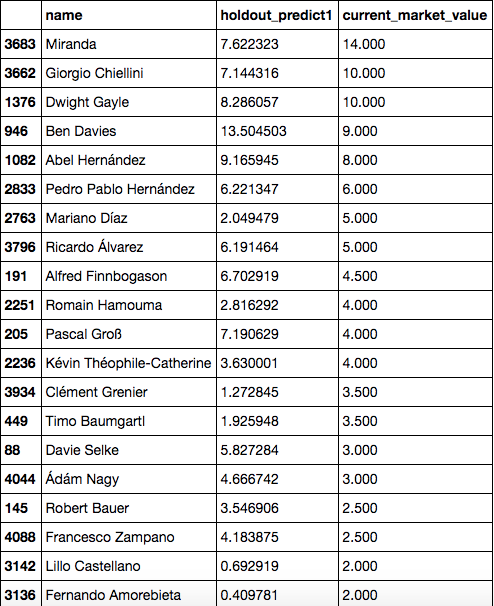 name holdout_predict1 current_market_value
3683 Miranda 7.622323 14.000
3662 Giorgio Chiellini 7.144316 10.000
1376 Dwight Gayle 8.286057 10.000
946 Ben Davies 13.504503 9.000
1082 Abel Hernández 9.165945 8.000
2833 Pedro Pablo Hernández 6.221347 6.000
2763 Mariano Díaz 2.049479 5.000
3796 Ricardo Álvarez 6.191464 5.000
191 Alfred Finnbogason 6.702919 4.500
2251 Romain Hamouma 2.816292 4.000
205 Pascal Groß 7.190629 4.000
2236 Kévin Théophile-Catherine 3.630001 4.000
3934 Clément Grenier 1.272845 3.500
449 Timo Baumgartl 1.925948 3.500
88 Davie Selke 5.827284 3.000
4044 Ádám Nagy 4.666742 3.000
145 Robert Bauer 3.546906 2.500
4088 Francesco Zampano 4.183875 2.500
3142 Lillo Castellano 0.692919 2.000
3136 Fernando Amorebieta 0.409781 2.000